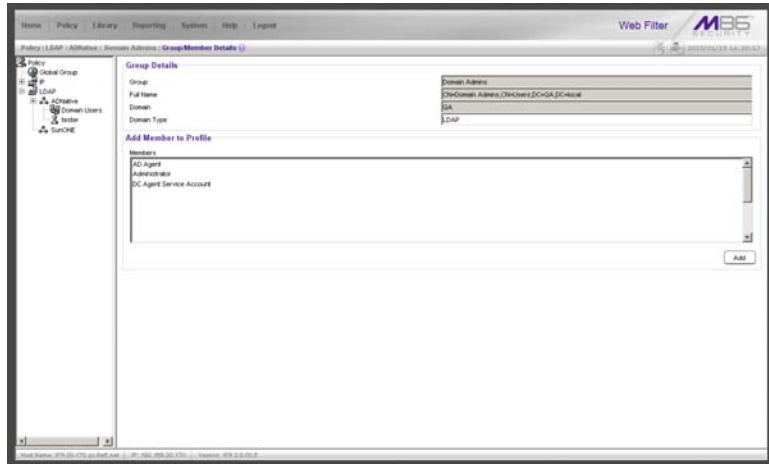 Home Policy Library Reporting System Help Logout
Web Filter
M86
SECURITY
Policy : LDAP : ADNative : Domain Admins : Group/Member Details
Policy
Global Group
IP
LDAP
ADNative
Domain Users
tester
SunONE
Group Details
Group Domain Admins
Full Name CN=Domain Admins,CN=Users,DC=QA,DC=local
Domain QA
Domain Type LDAP
Add Member to Profile
Members
AD Agent
Administrator
DC Agent Service Account
Add